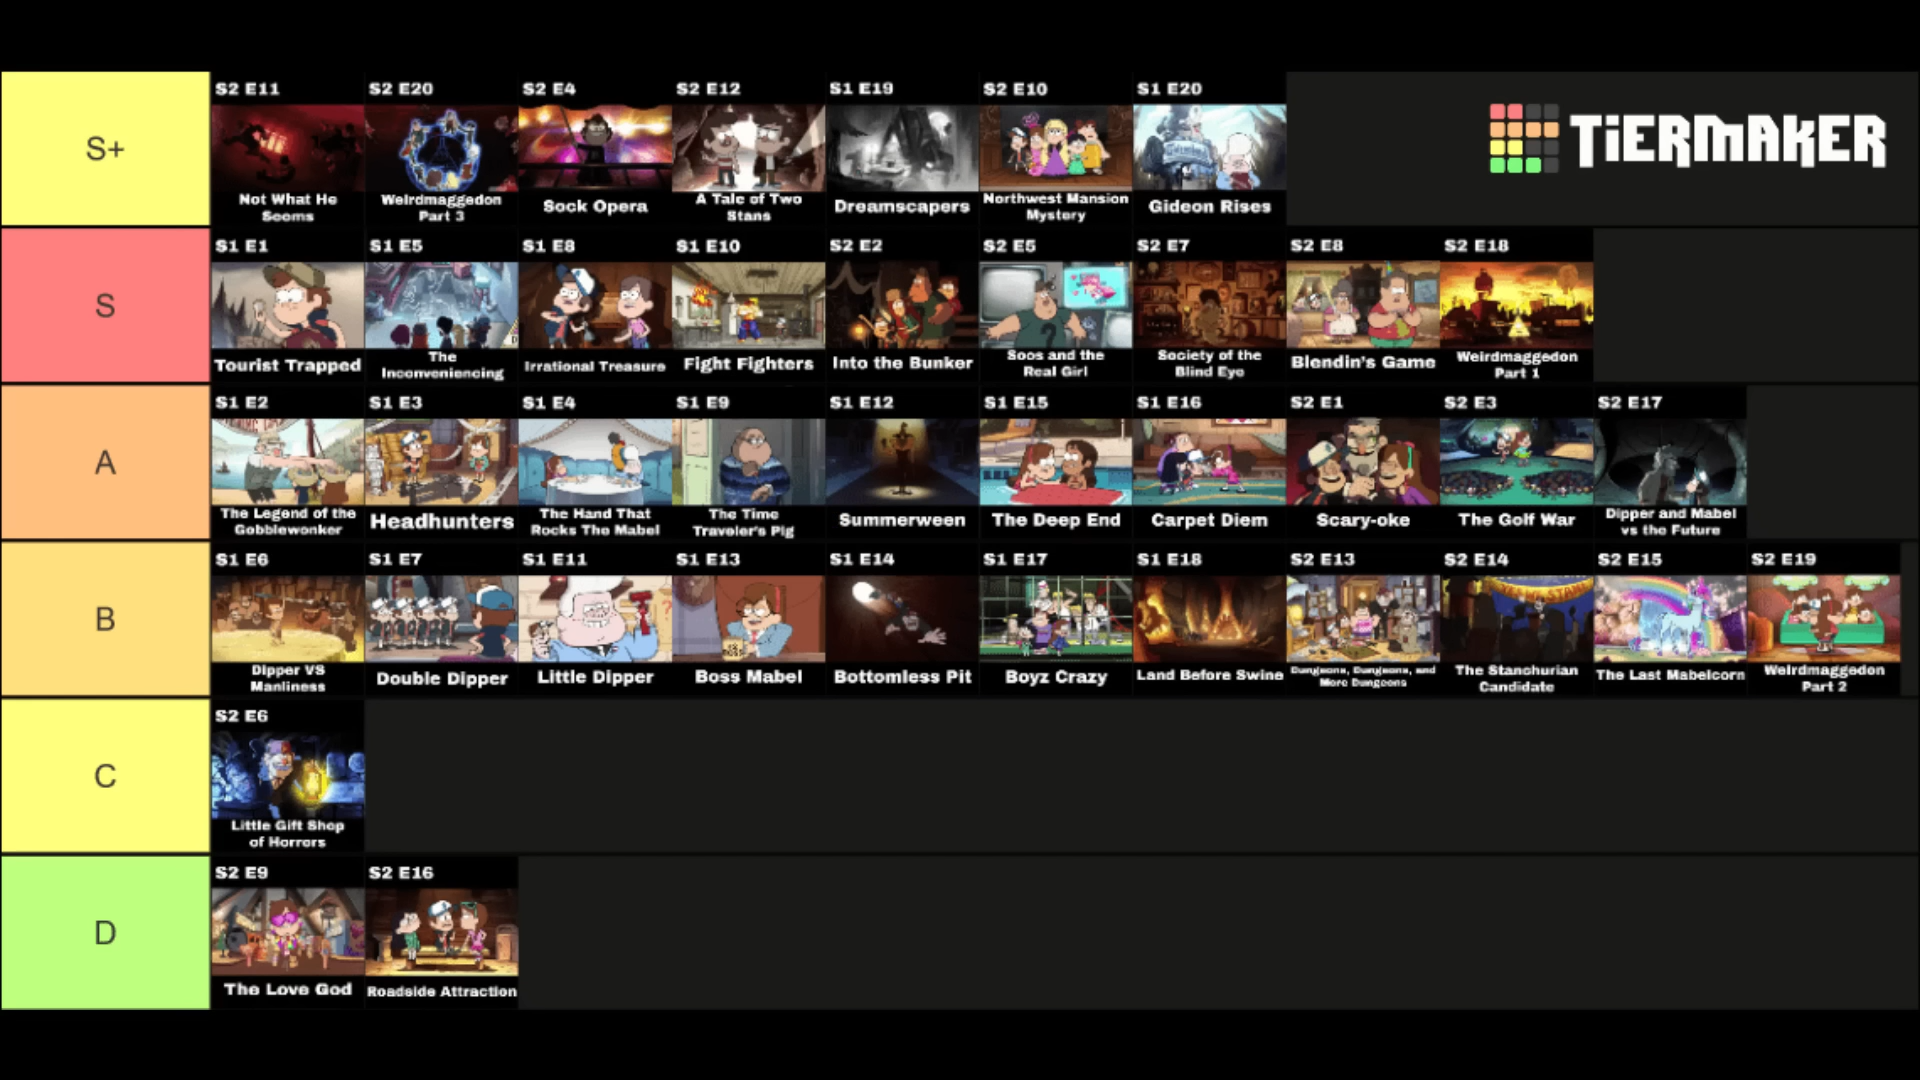 S+
S2 E11
Not What He
Seems
S2 E20
Weirdmaggedon
Part 3
S2 E4
Sock Opera
S2 E12
A Tale of Two
Stans
S1 E19
Dreamscapers
S2 E10
Northwest Mansion
Mystery
S1 E20
Gideon Rises
TiERMAKER
S
S1 E1
Tourist Trapped
S1 E5
The
Inconveniencing
S1 E8
Irrational Treasure
S1 E10
Fight Fighters
S2 E2
Into the Bunker
S2 E5
Soos and the
Real Girl
S2 E7
Society of the
Blind Eye
S2 E8
Blendin's Game
S2 E18
Weirdmaggedon
Part 1
A
S1 E2
The Legend of the
Gobblewonker
S1 E3
Headhunters
S1 E4
The Hand That
Rocks The Mabel
S1 E9
The Time
Traveler's Pig
S1 E12
Summerween
S1 E15
The Deep End
S1 E16
Carpet Diem
S2 E1
Scary-oke
S2 E3
The Golf War
S2 E17
Dipper and Mabel
vs the Future
B
S1 E6
Dipper VS
Manliness
S1 E7
Double Dipper
S1 E11
Little Dipper
S1 E13
Boss Mabel
S1 E14
Bottomless Pit
S1 E17
Boyz Crazy
S1 E18
Land Before Swine
S2 E13
Dungeons, Dungeons, and
More Dungeons
S2 E14
The Stanchurian
Candidate
S2 E15
The Last Mabelcorn
S2 E19
Weirdmaggedon
Part 2
C
S2 E6
Little Gift Shop
of Horrors
D
S2 E9
The Love God
S2 E16
Roadside Attraction